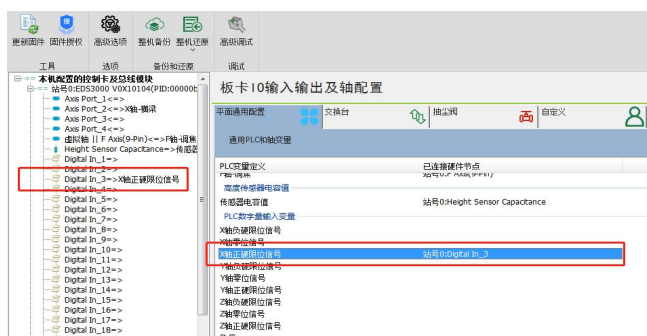 更新固件 固件授权 高级选项 整机备份 整机还原 高级调试
工具 选项 备份和还原 调试
本机配置的控制卡及总线模块
站号0:EDS3000 V0X10104(PID:00000b
Axis Port_1<=>
Axis Port_2<=>X轴-横梁
Axis Port_3<=>
Axis Port_4<=>
虚拟轴 || F Axis(9-Pin)<=>F轴-调焦
Height Sensor Capacitance=>传感器
Digital In_1=>
Digital In_2=>
Digital In_3=>X轴正硬限位信号
Digital In_4=>
Digital In_5=>
Digital In_6=>
Digital In_7=>
Digital In_8=>
Digital In_9=>
Digital In_10=>
Digital In_11=>
Digital In_12=>
Digital In_13=>
Digital In_14=>
Digital In_15=>
Digital In_16=>
Digital In_17=>
Digital In_18=>
板卡IO输入输出及轴配置
平面通用配置 交换台 抽尘阀 自定义
通用PLC和轴变量
PLC变量定义 已连接硬件节点
F轴-调焦 站号0:F Axis(9-Pin)
高度传感器电容值
传感器电容值 站号0:Height Sensor Capacitance
PLC数字量输入变量
X轴负硬限位信号
X轴零位信号
X轴正硬限位信号 站号0:Digital In_3
Y轴负硬限位信号
Y轴零位信号
Y轴正硬限位信号
Z轴负硬限位信号
Z轴零位信号
Z轴正硬限位信号